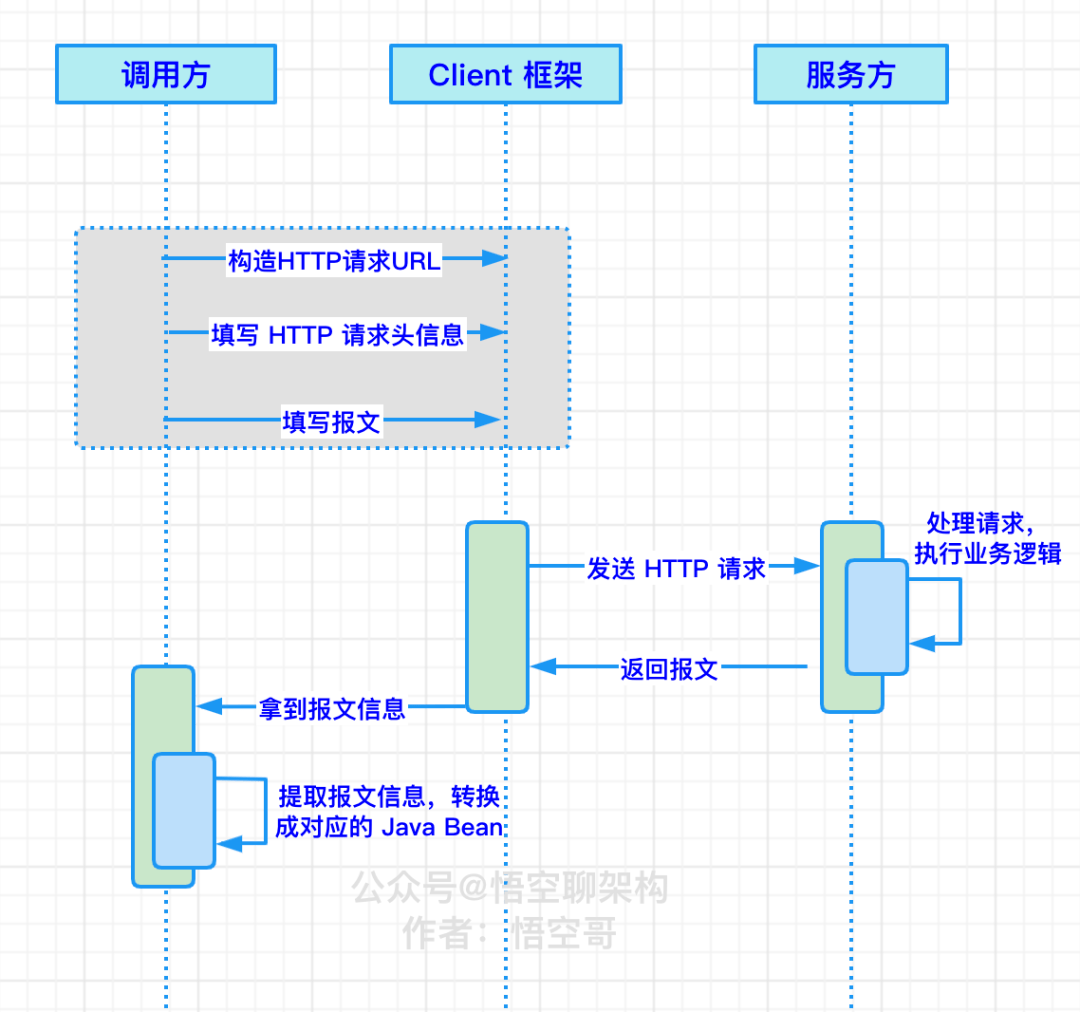 调用方
Client 框架
服务方
构造HTTP请求URL
填写 HTTP 请求头信息
填写报文
处理请求，
执行业务逻辑
发送 HTTP 请求
返回报文
拿到报文信息
提取报文信息，转换
成对应的 Java Bean
公众号@悟空聊架构
作者：悟空哥